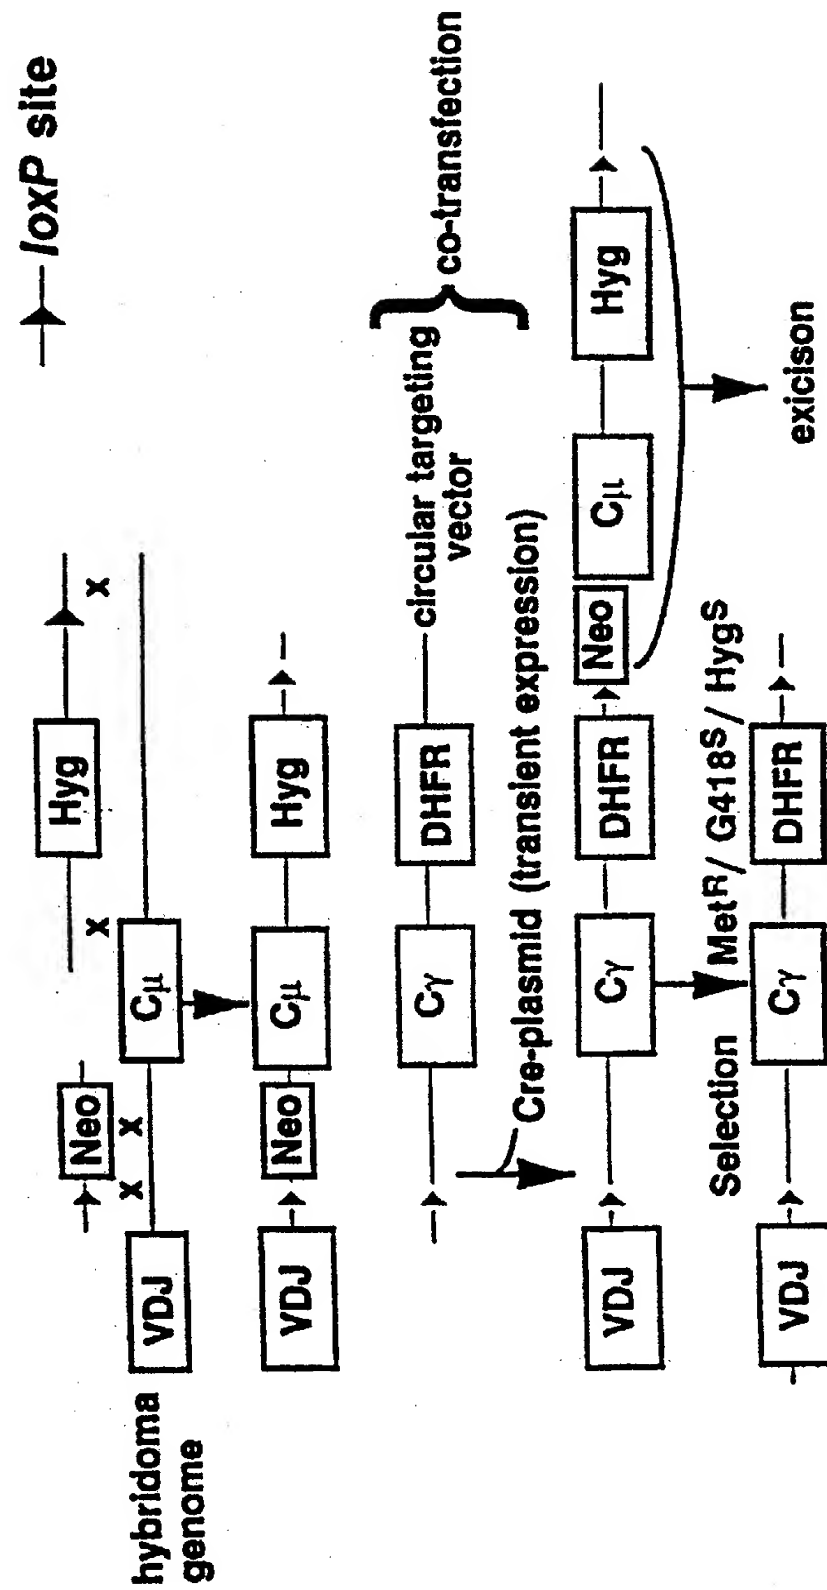 loxP site
Hyg
x x
Neo
x x
hybridoma
genome
VDJ
Cμ
VDJ
Neo
Cμ
Hyg
Cγ
DHFR
circular targeting
vector
co-transfection
Cre-plasmid (transient expression)
VDJ
Cγ
DHFR
Neo
Cμ
Hyg
exicison
Selection Metᴿ/ G418ˢ/ Hygˢ
VDJ
Cγ
DHFR